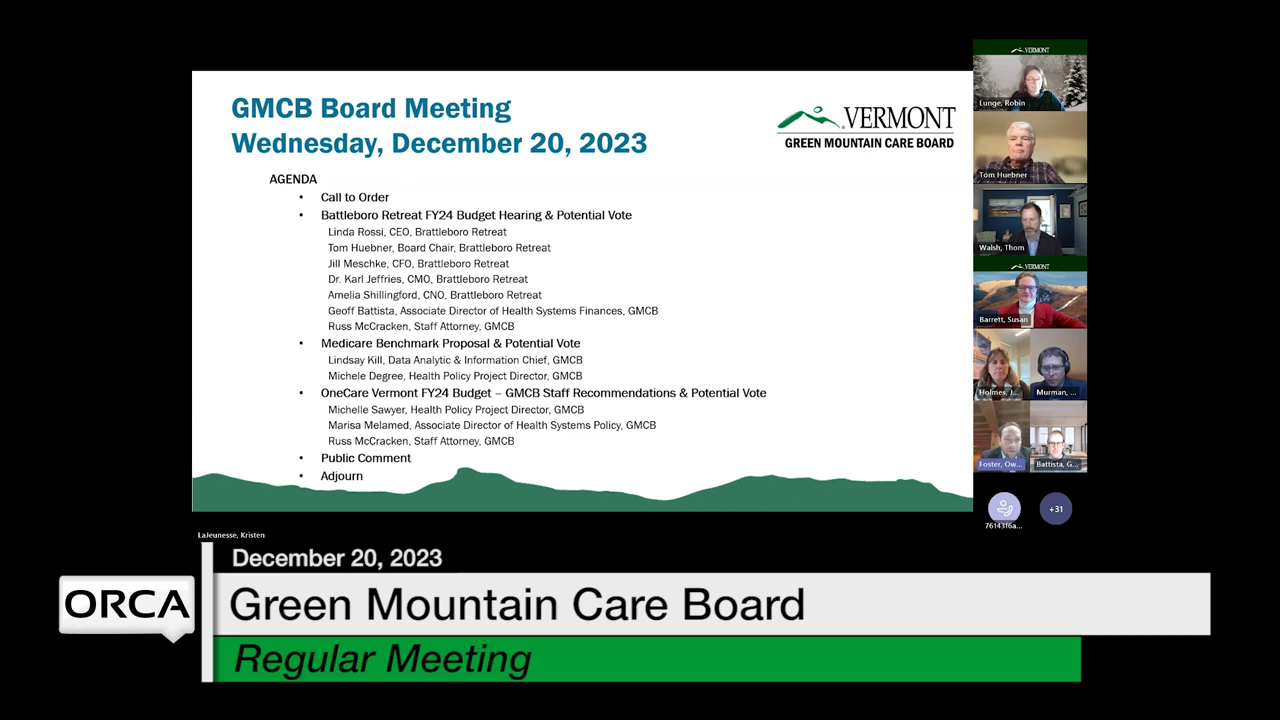 GMCB Board Meeting
Wednesday, December 20, 2023
VERMONT
GREEN MOUNTAIN CARE BOARD
AGENDA
• Call to Order
• Battleboro Retreat FY24 Budget Hearing & Potential Vote
Linda Rossi, CEO, Brattleboro Retreat
Tom Huebner, Board Chair, Brattleboro Retreat
Jill Meschke, CFO, Brattleboro Retreat
Dr. Karl Jeffries, CMO, Brattleboro Retreat
Amelia Shillingford, CNO, Brattleboro Retreat
Geoff Battista, Associate Director of Health Systems Finances, GMCB
Russ McCracken, Staff Attorney, GMCB
• Medicare Benchmark Proposal & Potential Vote
Lindsay Kill, Data Analytic & Information Chief, GMCB
Michele Degree, Health Policy Project Director, GMCB
• OneCare Vermont FY24 Budget – GMCB Staff Recommendations & Potential Vote
Michelle Sawyer, Health Policy Project Director, GMCB
Marisa Melamed, Associate Director of Health Systems Policy, GMCB
Russ McCracken, Staff Attorney, GMCB
• Public Comment
• Adjourn
VERMONT
Lunge, Robin
Tom Huebner
Walsh, Thom
VERMONT
Barrett, Susan
Holmes, J...
Murman, ...
Foster, Ow...
Battista, G...
76143f6a...
+31
LaJeunesse, Kristen
December 20, 2023
ORCA
Green Mountain Care Board
Regular Meeting